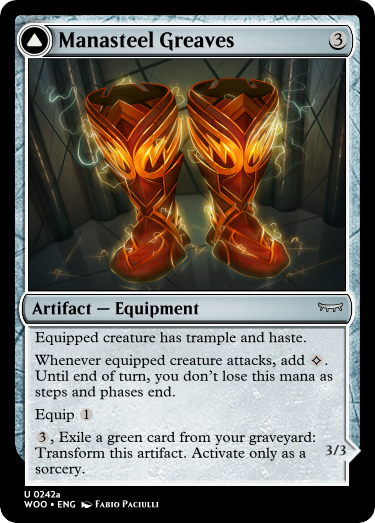 Manasteel Greaves 3
Artifact — Equipment
Equipped creature has trample and haste.
Whenever equipped creature attacks, add ◇.
Until end of turn, you don't lose this mana as
steps and phases end.
Equip 1
3, Exile a green card from your graveyard:
Transform this artifact. Activate only as a
sorcery.
3/3
U 0242a
WOO • ENG Fabio Paciulli